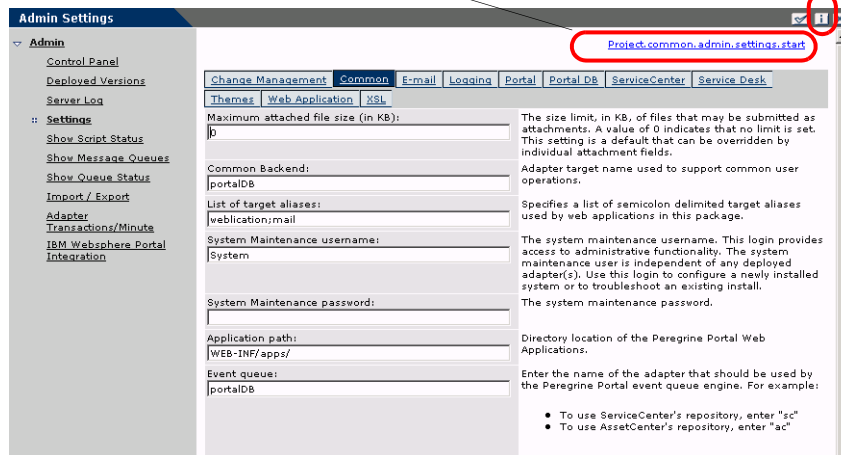 Admin Settings
Project.common.admin.settings.start
Admin
Control Panel
Deployed Versions
Server Log
Settings
Show Script Status
Show Message Queues
Show Queue Status
Import / Export
Adapter
Transactions/Minute
IBM Websphere Portal
Integration
Change Management Common E-mail Logging Portal Portal DB ServiceCenter Service Desk
Themes Web Application XSL
Maximum attached file size (in KB):
0
The size limit, in KB, of files that may be submitted as
attachments. A value of 0 indicates that no limit is set.
This setting is a default that can be overridden by
individual attachment fields.
Common Backend:
portalDB
Adapter target name used to support common user
operations.
List of target aliases:
weblication;mail
Specifies a list of semicolon delimited target aliases
used by web applications in this package.
System Maintenance username:
System
The system maintenance username. This login provides
access to administrative functionality. The system
maintenance user is independent of any deployed
adapter(s). Use this login to configure a newly installed
system or to troubleshoot an existing install.
System Maintenance password:
The system maintenance password.
Application path:
WEB-INF/apps/
Directory location of the Peregrine Portal Web
Applications.
Event queue:
portalDB
Enter the name of the adapter that should be used by
the Peregrine Portal event queue engine. For example:
• To use ServiceCenter's repository, enter "sc"
• To use AssetCenter's repository, enter "ac"